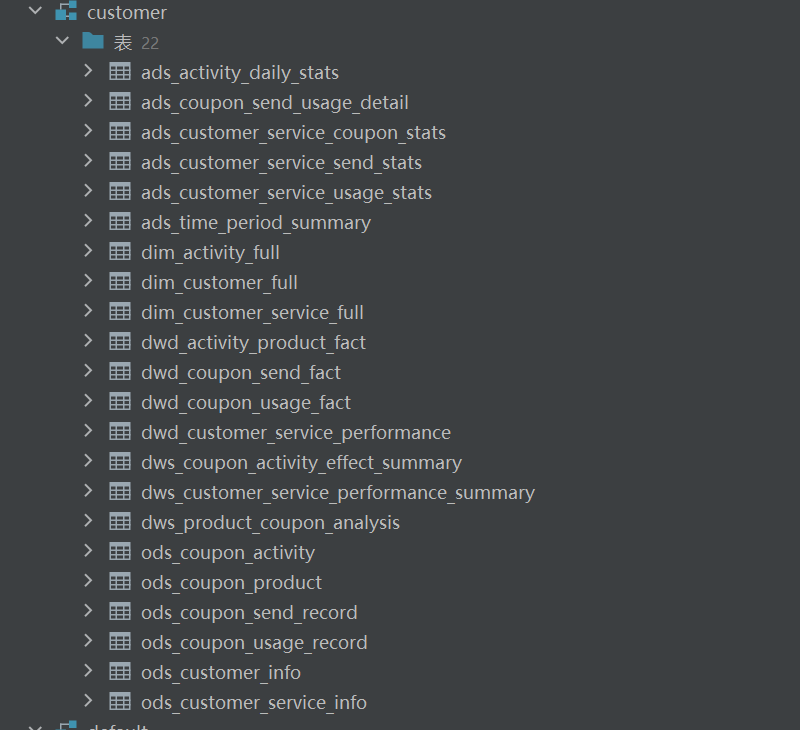 customer
表 22
ads_activity_daily_stats
ads_coupon_send_usage_detail
ads_customer_service_coupon_stats
ads_customer_service_send_stats
ads_customer_service_usage_stats
ads_time_period_summary
dim_activity_full
dim_customer_full
dim_customer_service_full
dwd_activity_product_fact
dwd_coupon_send_fact
dwd_coupon_usage_fact
dwd_customer_service_performance
dws_coupon_activity_effect_summary
dws_customer_service_performance_summary
dws_product_coupon_analysis
ods_coupon_activity
ods_coupon_product
ods_coupon_send_record
ods_coupon_usage_record
ods_customer_info
ods_customer_service_info
default